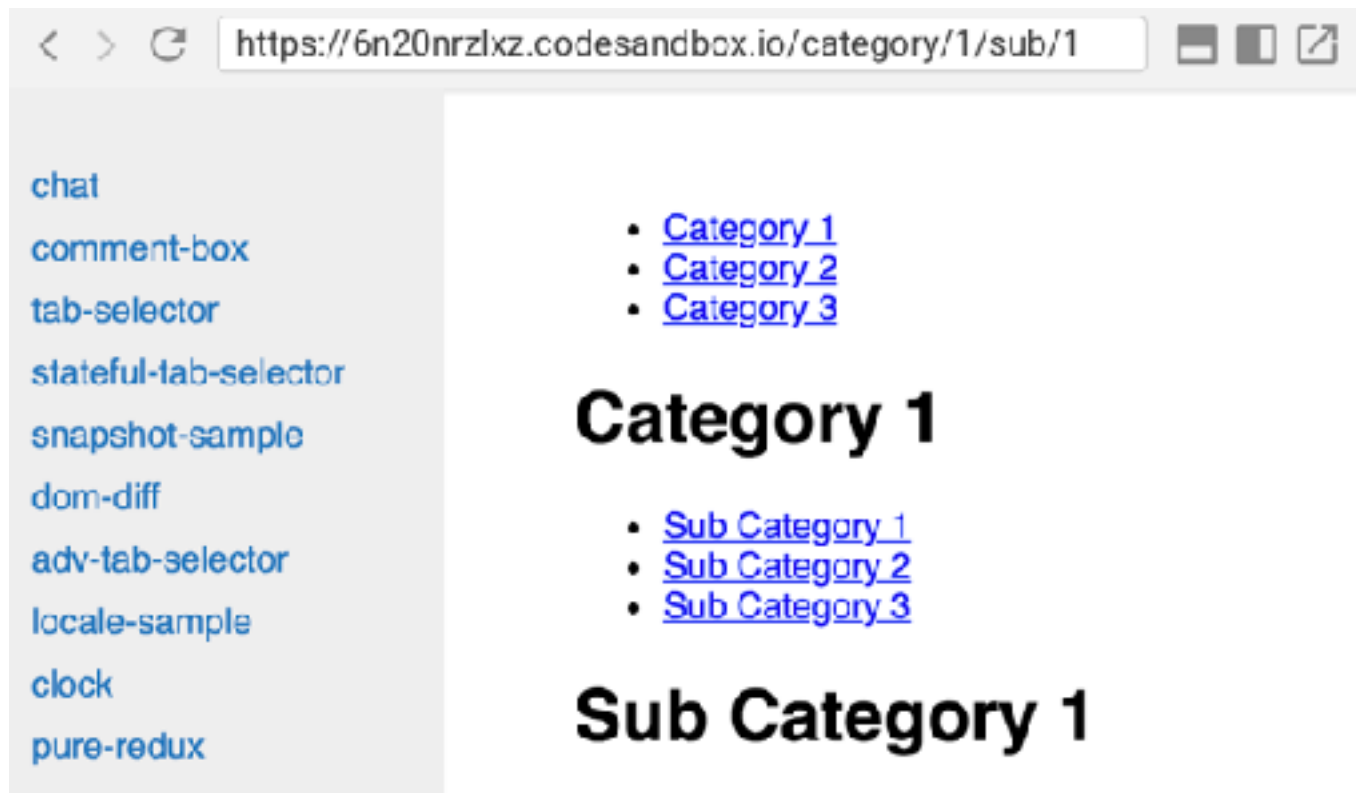 https://6n20nrzlxz.codesandbox.io/category/1/sub/1
chat
comment-box
tab-selector
stateful-tab-selector
snapshot-sample
dom-diff
adv-tab-selector
locale-sample
clock
pure-redux
Category 1
Category 2
Category 3
Category 1
Sub Category 1
Sub Category 2
Sub Category 3
Sub Category 1